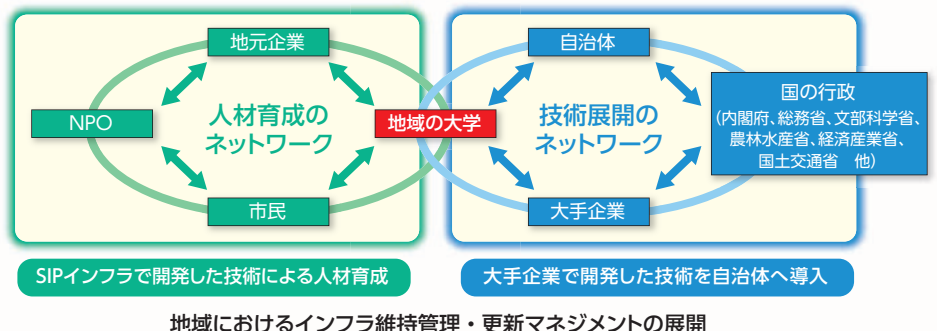 地元企業
NPO
人材育成の
ネットワーク
市民
地域の大学
自治体
技術展開の
ネットワーク
大手企業
国の行政
(内閣府、総務省、文部科学省、
農林水産省、経済産業省、
国土交通省　他)
SIPインフラで開発した技術による人材育成
大手企業で開発した技術を自治体へ導入
地域におけるインフラ維持管理・更新マネジメントの展開